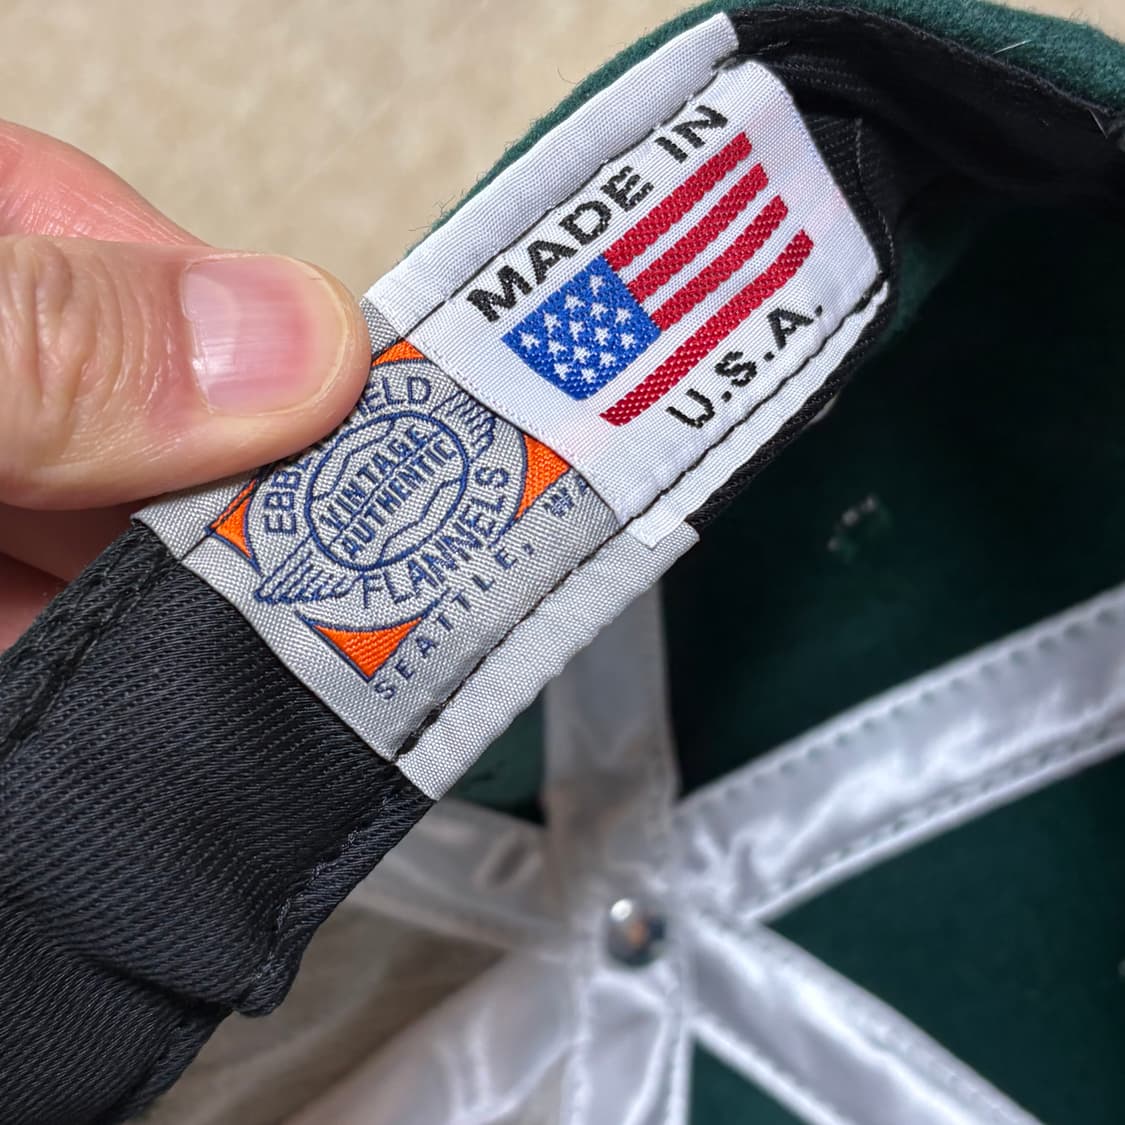 MADE IN
U.S.A.
FLANNELS
VINTAGE
AUTHENTIC
SEATTLE,